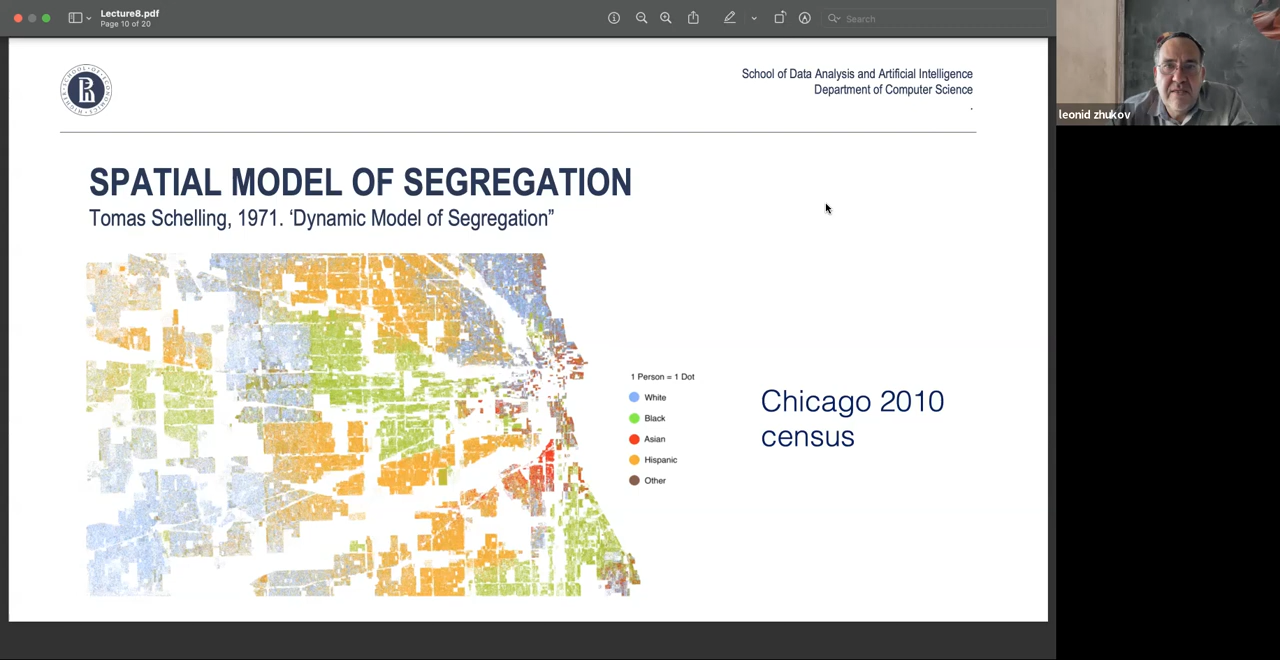 Lecture8.pdf
Page 10 of 20
Search
School of Data Analysis and Artificial Intelligence
Department of Computer Science
.
SPATIAL MODEL OF SEGREGATION
Tomas Schelling, 1971. ‘Dynamic Model of Segregation”
1 Person = 1 Dot
White
Black
Asian
Hispanic
Other
Chicago 2010
census
leonid zhukov